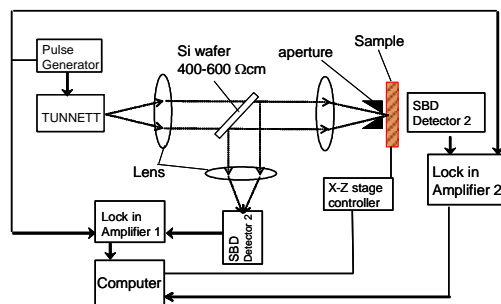 Pulse
Generator
TUNNETT
Si wafer
400-600 Ωcm
aperture
Sample
SBD
Detector 2
Lens
X-Z stage
controller
Lock in
Amplifier 2
Lock in
Amplifier 1
SBD
Detector 2
Computer